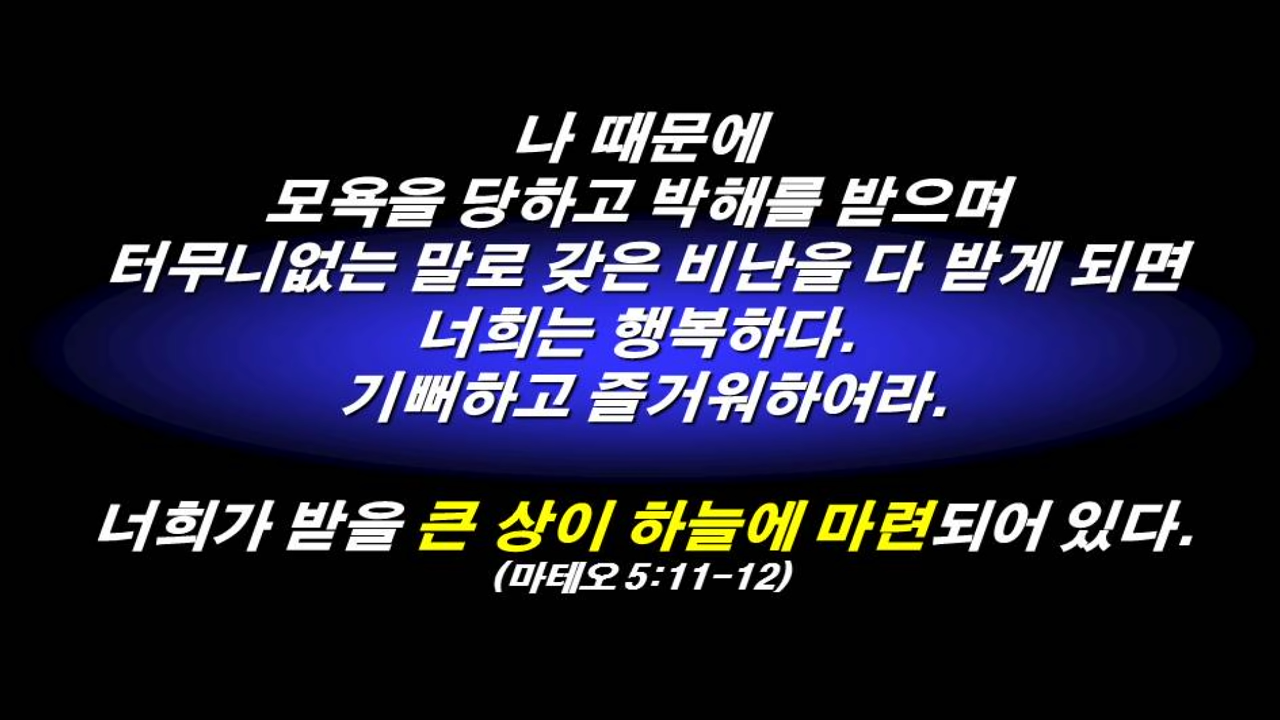 나 때문에
모욕을 당하고 박해를 받으며
터무니없는 말로 갖은 비난을 다 받게 되면
너희는 행복하다.
기뻐하고 즐거워하여라.
너희가 받을 큰 상이 하늘에 마련되어 있다.
(마테오 5:11-12)